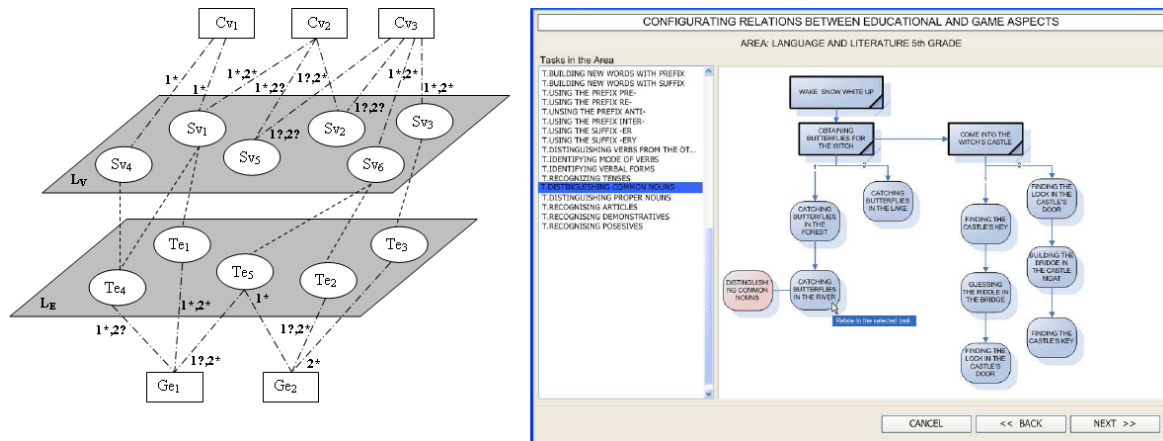 Cv1
Cv2
Cv3
1*
1*
1*,2*
1*,2?
1?,2*
1?,2?
1*,2*
1*,2*
Sv1
Sv2
Sv3
1?,2?
Sv5
Sv4
Sv6
LV
Te1
Te3
Te5
Te2
Te4
LE
1*
1*,2*
1?,2*
1*,2?
1?,2*
2*
Ge1
Ge2
CONFIGURATING RELATIONS BETWEEN EDUCATIONAL AND GAME ASPECTS
AREA: LANGUAGE AND LITERATURE 5th GRADE
Tasks in the Area
T.BUILDING NEW WORDS WITH PREFIX
T.BUILDING NEW WORDS WITH SUFFIX
T.USING THE PREFIX PRE-
T.USING THE PREFIX RE-
T.UNSING THE PREFIX ANTI-
T.USING THE PREFIX INTER-
T.USING THE SUFFIX -ER
T.USING THE SUFFIX -ERY
T.DISTINGUISHING VERBS FROM THE OT...
T.IDENTIFYING MODE OF VERBS
T.IDENTIFYING VERBAL FORMS
T.RECOGNIZING TENSES
T.DISTINGUISHING COMMON NOUNS
T.DISTINGUISHING PROPER NOUNS
T.RECOGNISING ARTICLES
T.RECOGNISING DEMONSTRATIVES
T.RECOGNISING POSESIVES
WAKE SNOW WHITE UP
OBTAINING
BUTTERFLIES FOR
THE WITCH
COME INTO THE
WITCH'S CASTLE
1
2
1
2
CATCHING
BUTTERFLIES
IN THE
FOREST
CATCHING
BUTTERFLIES
IN THE LAKE
DISTINGUISHI
NG COMMON
NOUNS
CATCHING
BUTTERFLIES
IN THE RIVER
Relate to the selected task
FINDING THE
CASTLE'S KEY
GUESSING
THE RIDDLE IN
THE BRIDGE
FINDING THE
LOCK IN THE
CASTLE'S
DOOR
FINDING THE
LOCK IN THE
CASTLE'S
DOOR
BUILDING THE
BRIDGE IN
THE CASTLE
MOAT
FINDING THE
CASTLE'S KEY
CANCEL
<< BACK
NEXT >>